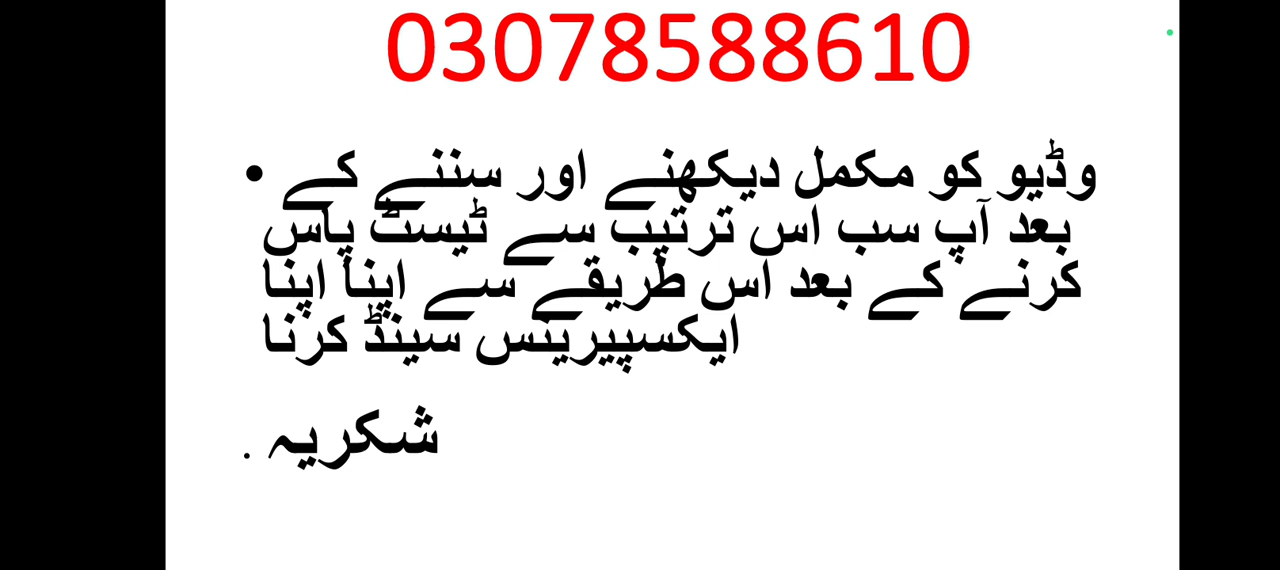 03078588610
• وڈیو کو مکمل دیکھنے اور سننے کے
بعد آپ سب اس ترتیب سے ٹیسٹ پاس
کرنے کے بعد اس طریقے سے اپنا اپنا
ایکسپیرینس سینڈ کرنا
شکریہ .